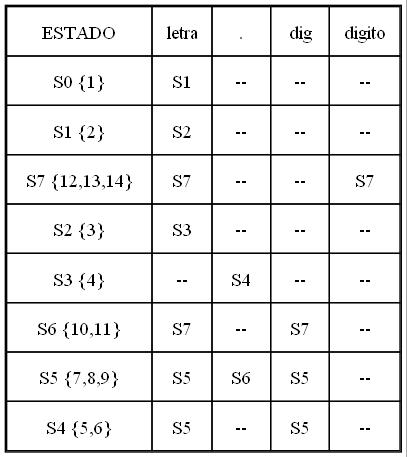 ESTADO letra . dig digito
S0 {1} S1 -- -- --
S1 {2} S2 -- -- --
S7 {12,13,14} S7 -- -- S7
S2 {3} S3 -- -- --
S3 {4} -- S4 -- --
S6 {10,11} S7 -- S7 --
S5 {7,8,9} S5 S6 S5 --
S4 {5,6} S5 -- S5 --